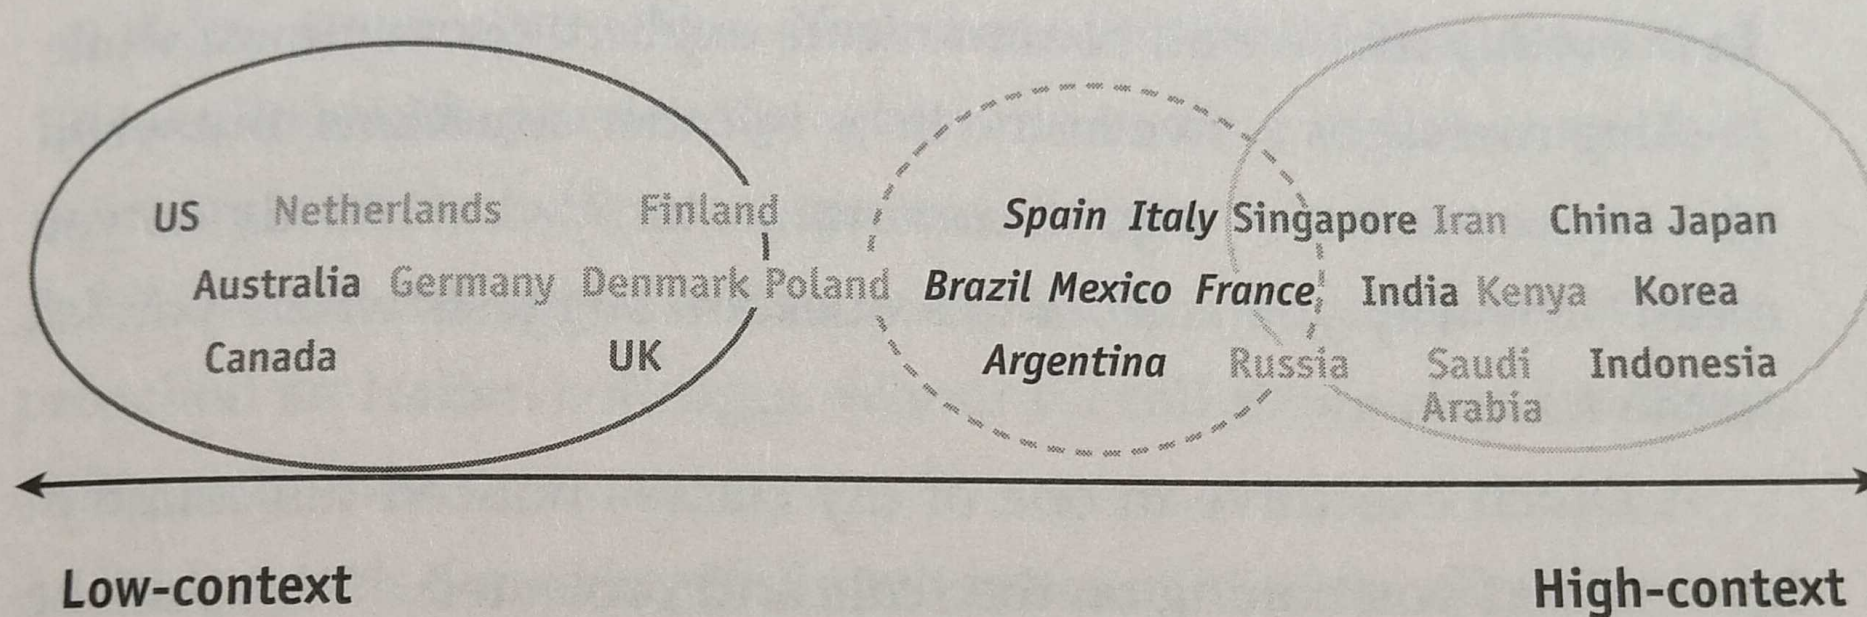 US Netherlands Finland Spain Italy Singapore Iran China Japan
Australia Germany Denmark Poland Brazil Mexico France India Kenya Korea
Canada UK Argentina Russia Saudi Indonesia
Arabia
Low-context High-context